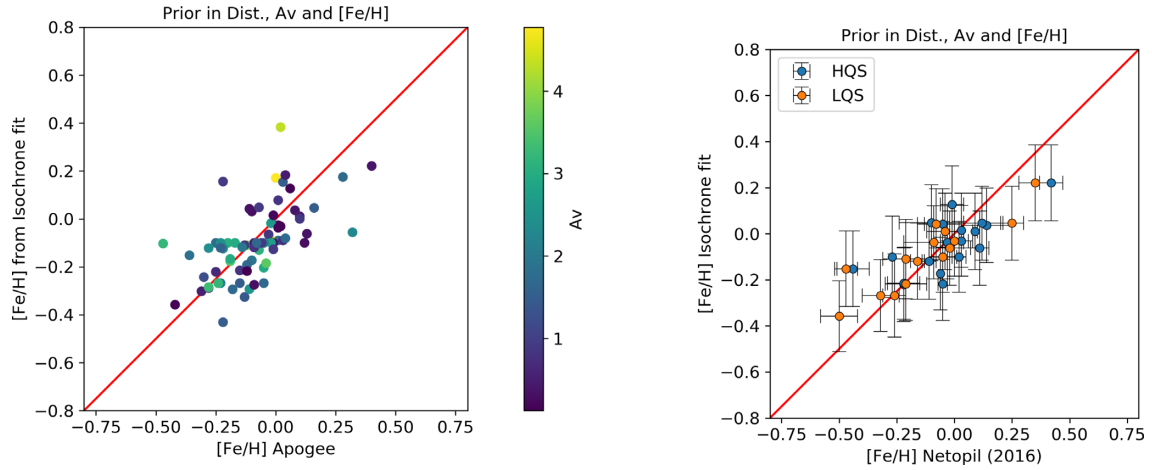 Prior in Dist., Av and [Fe/H]
[Fe/H] from Isochrone fit
0.8
0.6
0.4
0.2
0.0
−0.2
−0.4
−0.6
−0.8
−0.75 −0.50 −0.25 0.00 0.25 0.50 0.75
[Fe/H] Apogee
4
3
2
1
Av
Prior in Dist., Av and [Fe/H]
HQS
LQS
[Fe/H] Isochrone fit
0.8
0.6
0.4
0.2
0.0
−0.2
−0.4
−0.6
−0.8
−0.75 −0.50 −0.25 0.00 0.25 0.50 0.75
[Fe/H] Netopil (2016)